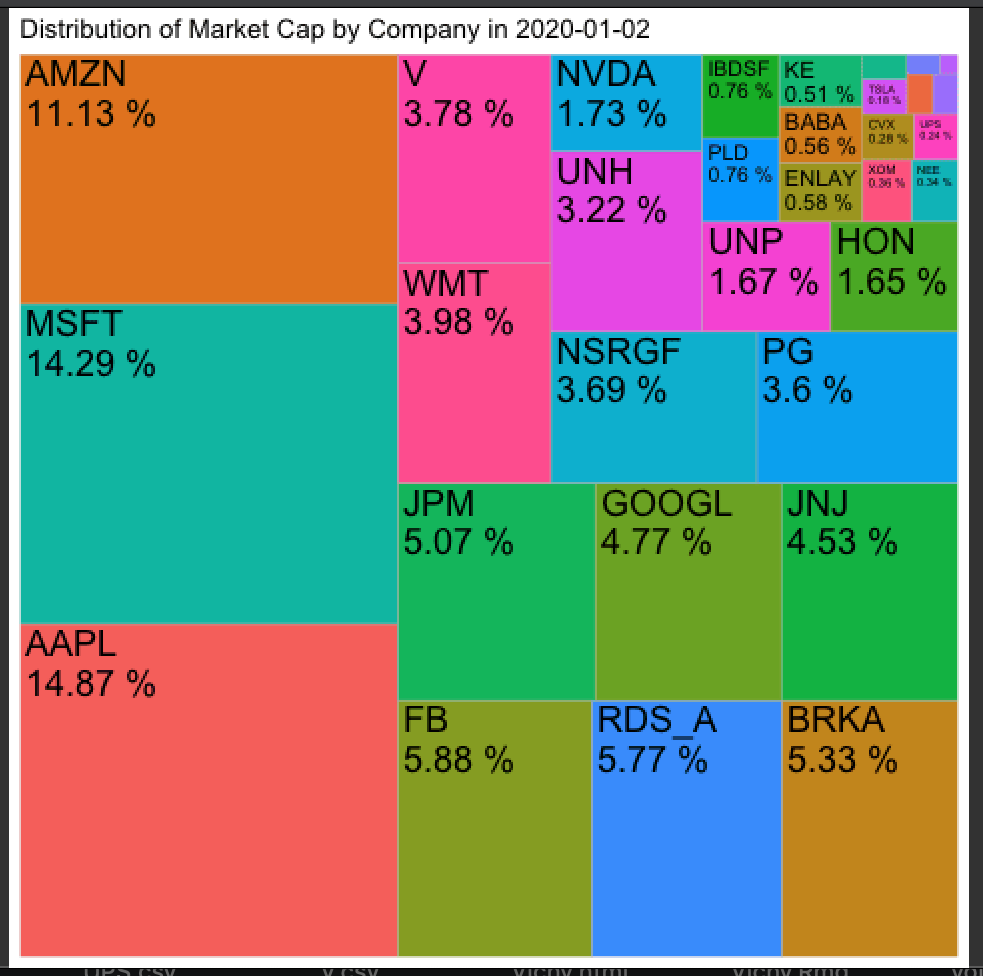 Distribution of Market Cap by Company in 2020-01-02
AMZN
11.13 %
MSFT
14.29 %
AAPL
14.87 %
V
3.78 %
WMT
3.98 %
NVDA
1.73 %
UNH
3.22 %
IBDSF
0.76 %
PLD
0.76 %
KE
0.51 %
BABA
0.56 %
ENLAY
0.58 %
TSLA
0.16 %
CVX
0.28 %
UPS
0.24 %
XOM
0.36 %
NEE
0.34 %
UNP
1.67 %
HON
1.65 %
NSRGF
3.69 %
PG
3.6 %
JPM
5.07 %
GOOGL
4.77 %
JNJ
4.53 %
FB
5.88 %
RDS_A
5.77 %
BRKA
5.33 %